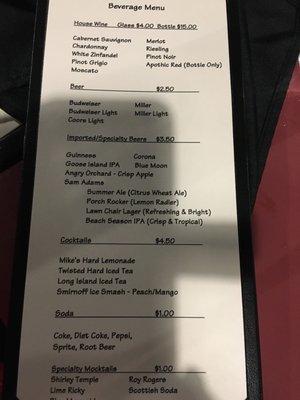 Beverage Menu
House Wine Glass $4.00 Bottle $15.00
Cabernet Sauvignon Merlot
Chardonnay Riesling
White Zinfandel Pinot Noir
Pinot Grigio Apothic Red (Bottle Only)
Moscato
Beer $2.50
Budweiser Miller
Budweiser Light Miller Light
Coors Light
Imported/Specialty Beers $3.50
Guinness Corona
Goose Island IPA Blue Moon
Angry Orchard - Crisp Apple
Sam Adams
Summer Ale (Citrus Wheat Ale)
Porch Rocker (Lemon Radler)
Lawn Chair Lager (Refreshing & Bright)
Beach Season IPA (Crisp & Tropical)
Cocktails $4.50
Mike's Hard Lemonade
Twisted Hard Iced Tea
Long Island Iced Tea
Smirnoff Ice Smash - Peach/Mango
Soda $1.00
Coke, Diet Coke, Pepsi,
Sprite, Root Beer
Specialty Mocktails $1.00
Shirley Temple Roy Rogers
Lime Ricky Scottish Soda